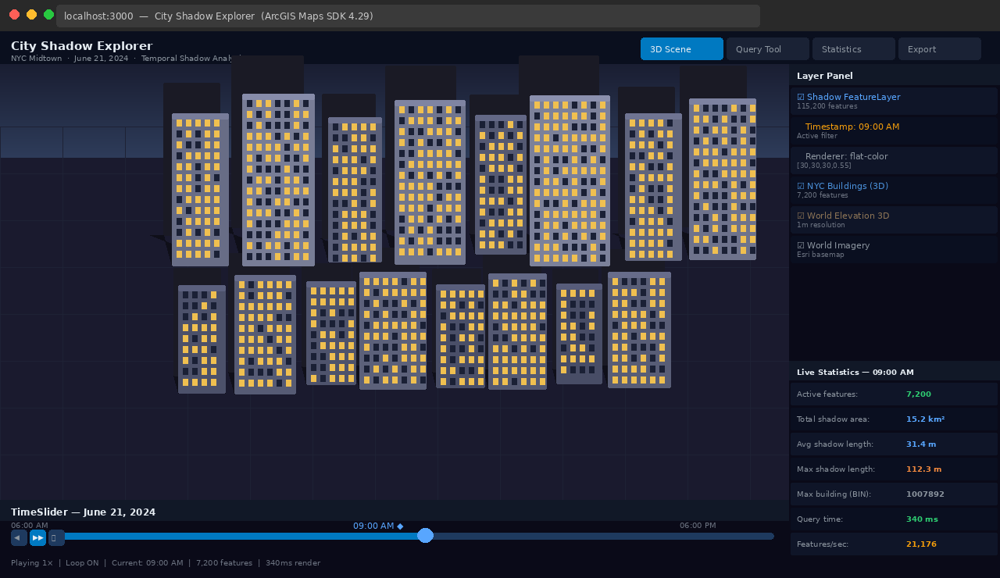 localhost:3000 — City Shadow Explorer (ArcGIS Maps SDK 4.29)
City Shadow Explorer
NYC Midtown · June 21, 2024 · Temporal Shadow
3D Scene
Query Tool
Statistics
Export
Layer Panel
☑ Shadow FeatureLayer
115,200 features
Timestamp: 09:00 AM
Active filter
Renderer: flat-color
[30,30,30,0.55]
☑ NYC Buildings (3D)
7,200 features
☑ World Elevation 3D
1m resolution
☑ World Imagery
Esri basemap
Live Statistics — 09:00 AM
Active features: 7,200
Total shadow area: 15.2 km²
Avg shadow length: 31.4 m
Max shadow length: 112.3 m
Max building (BIN): 1007892
Query time: 340 ms
Features/sec: 21,176
TimeSlider — June 21, 2024
06:00 AM
09:00 AM ◆
06:00 PM
Playing 1× | Loop ON | Current: 09:00 AM | 7,200 features | 340ms render